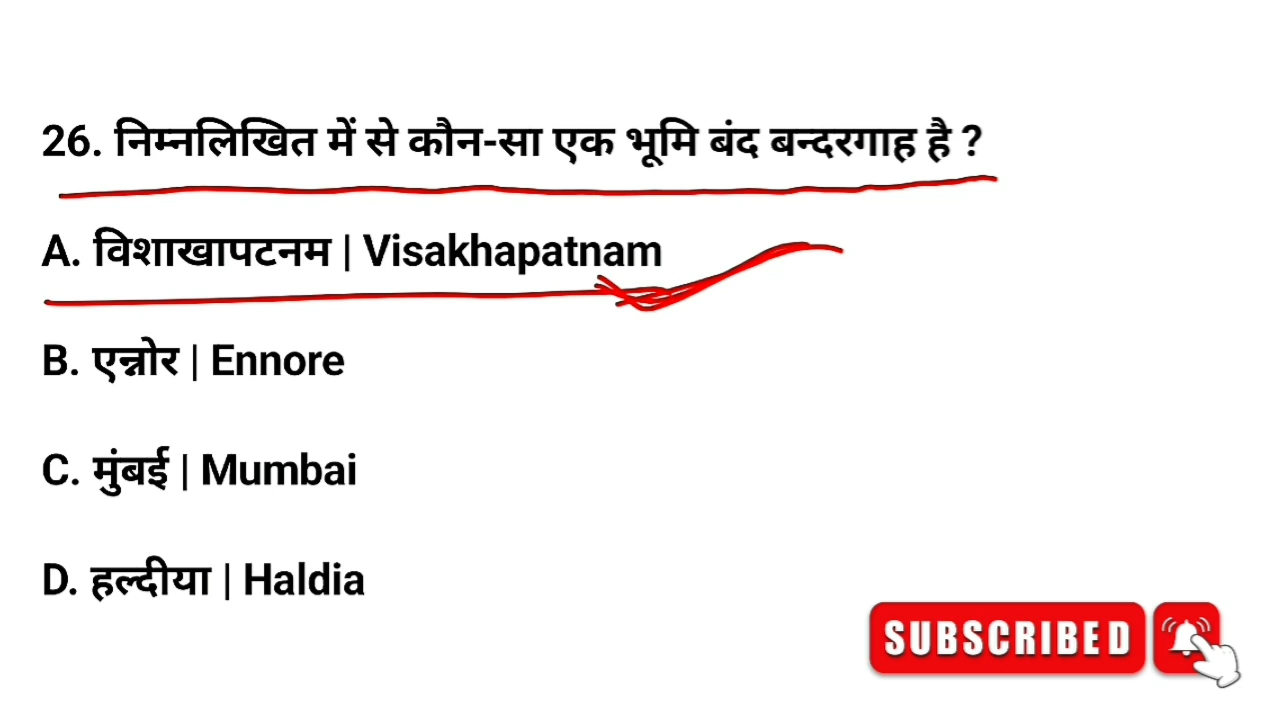 26. निम्नलिखित में से कौन-सा एक भूमि बंद बन्दरगाह है ?
A. विशाखापटनम | Visakhapatnam
B. एन्नोर | Ennore
C. मुंबई | Mumbai
D. हल्दीया | Haldia
SUBSCRIBED